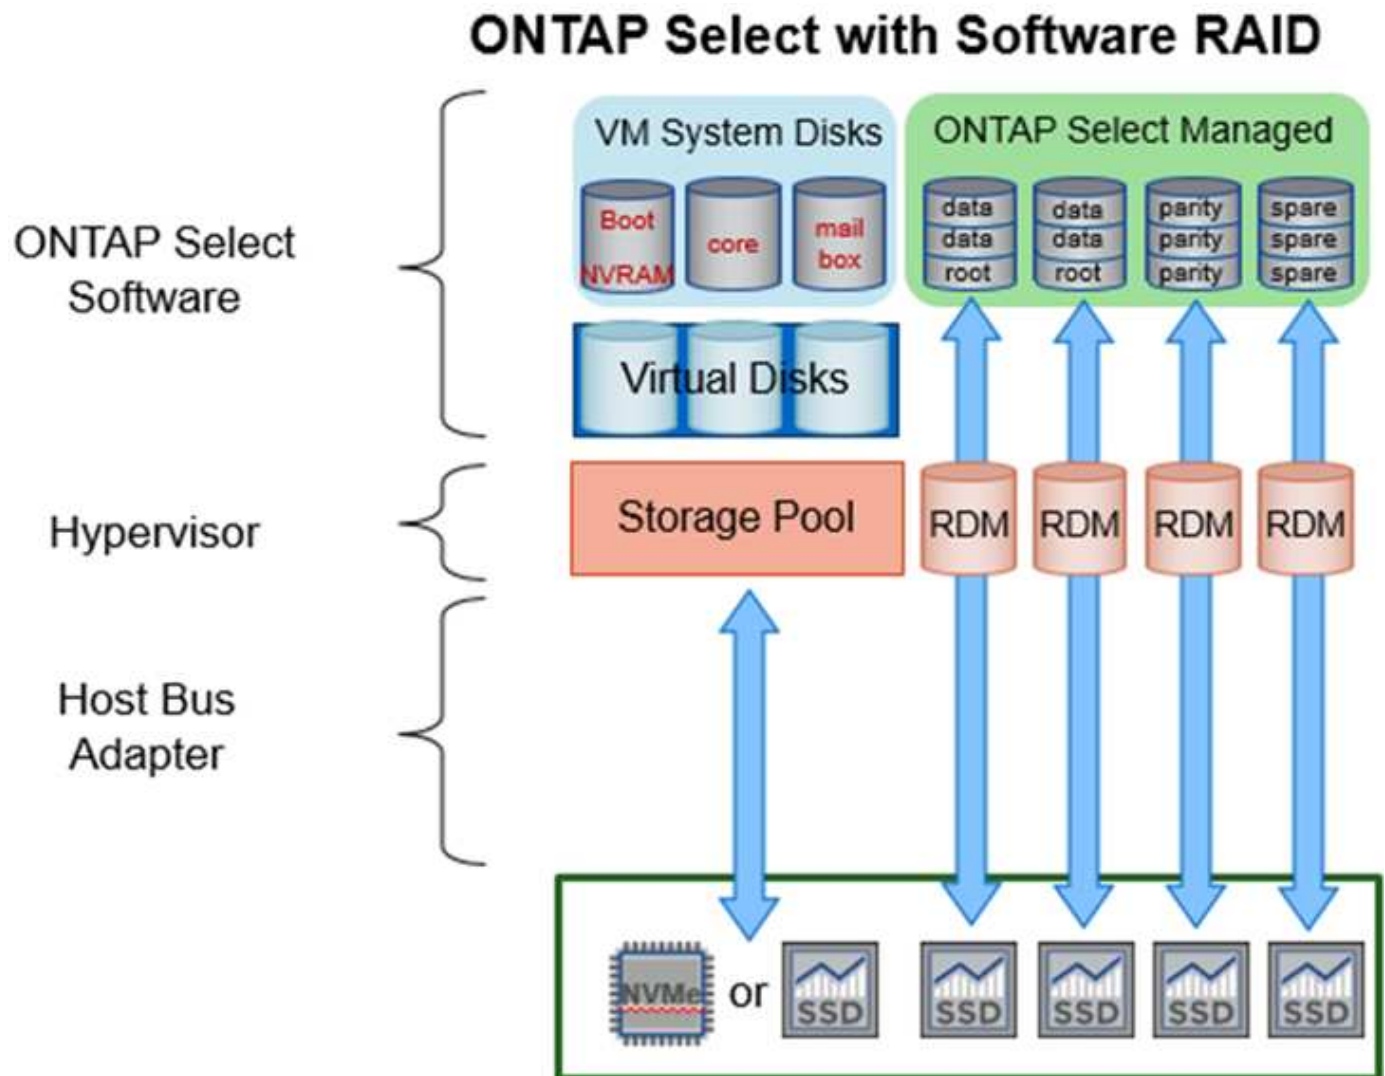 ONTAP Select with Software RAID
ONTAP Select
Software
VM System Disks
Boot
NVRAM
core
mail
box
ONTAP Select Managed
data
data
root
data
data
root
parity
parity
parity
spare
spare
spare
Virtual Disks
Hypervisor
Storage Pool
RDM
RDM
RDM
RDM
Host Bus
Adapter
NVMe
or
SSD
SSD
SSD
SSD
SSD